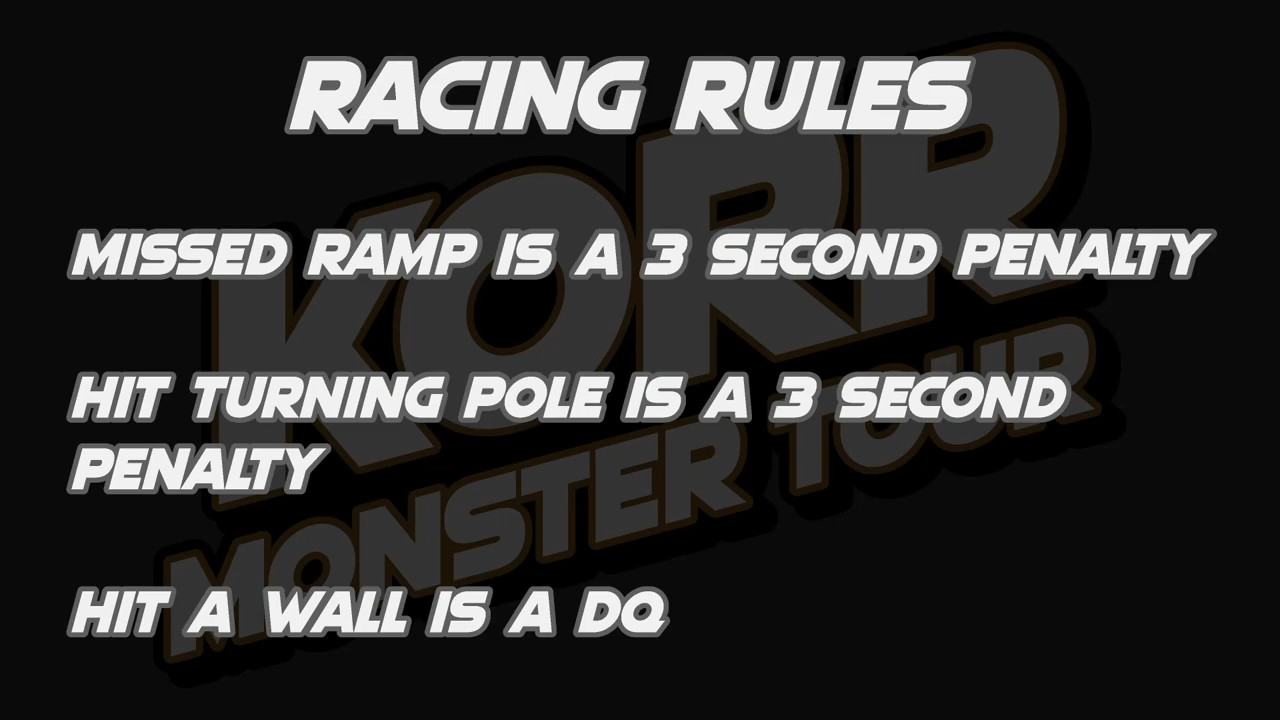 RACING RULES
MISSED RAMP IS A 3 SECOND PENALTY
HIT TURNING POLE IS A 3 SECOND
PENALTY
HIT A WALL IS A DQ
KORR
MONSTER TOUR